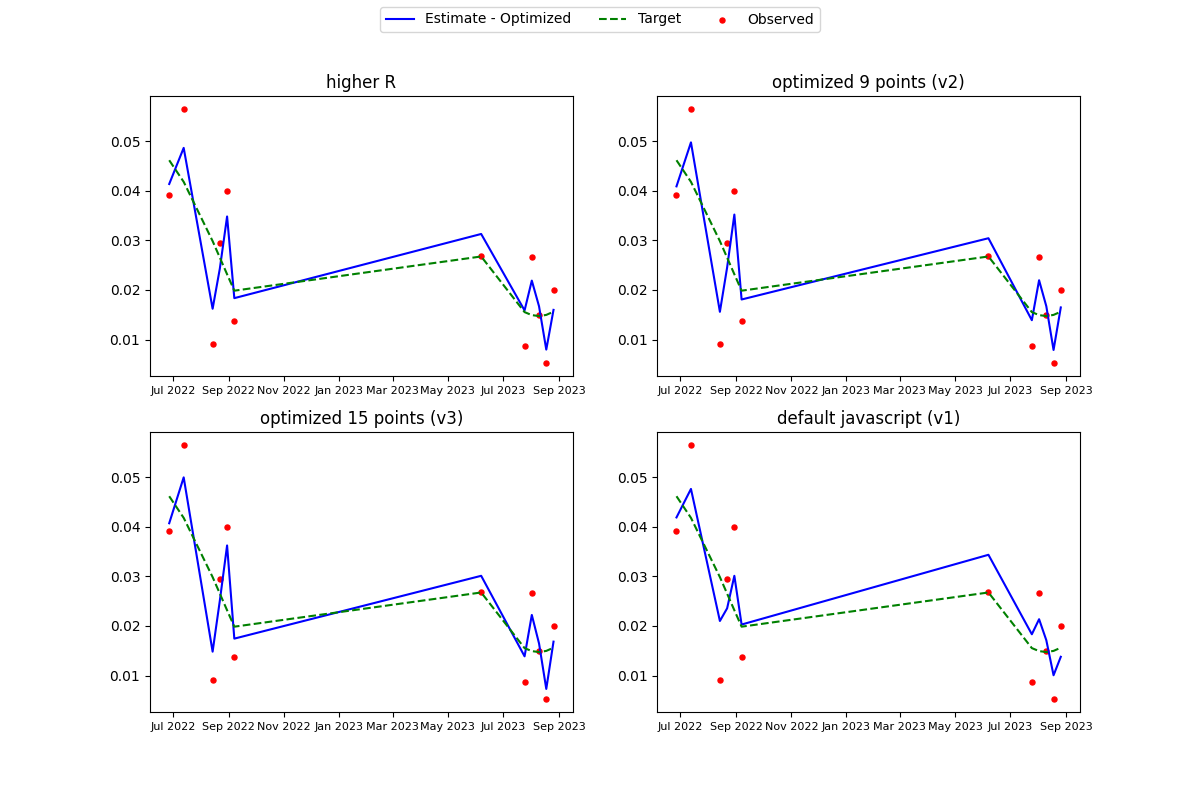 Estimate - Optimized Target Observed
higher R optimized 9 points (v2)
0.05 0.05
0.04 0.04
0.03 0.03
0.02 0.02
0.01 0.01
Jul 2022 Sep 2022 Nov 2022 Jan 2023 Mar 2023 May 2023 Jul 2023 Sep 2023 Jul 2022 Sep 2022 Nov 2022 Jan 2023 Mar 2023 May 2023 Jul 2023 Sep 2023
optimized 15 points (v3) default javascript (v1)
0.05 0.05
0.04 0.04
0.03 0.03
0.02 0.02
0.01 0.01
Jul 2022 Sep 2022 Nov 2022 Jan 2023 Mar 2023 May 2023 Jul 2023 Sep 2023 Jul 2022 Sep 2022 Nov 2022 Jan 2023 Mar 2023 May 2023 Jul 2023 Sep 2023